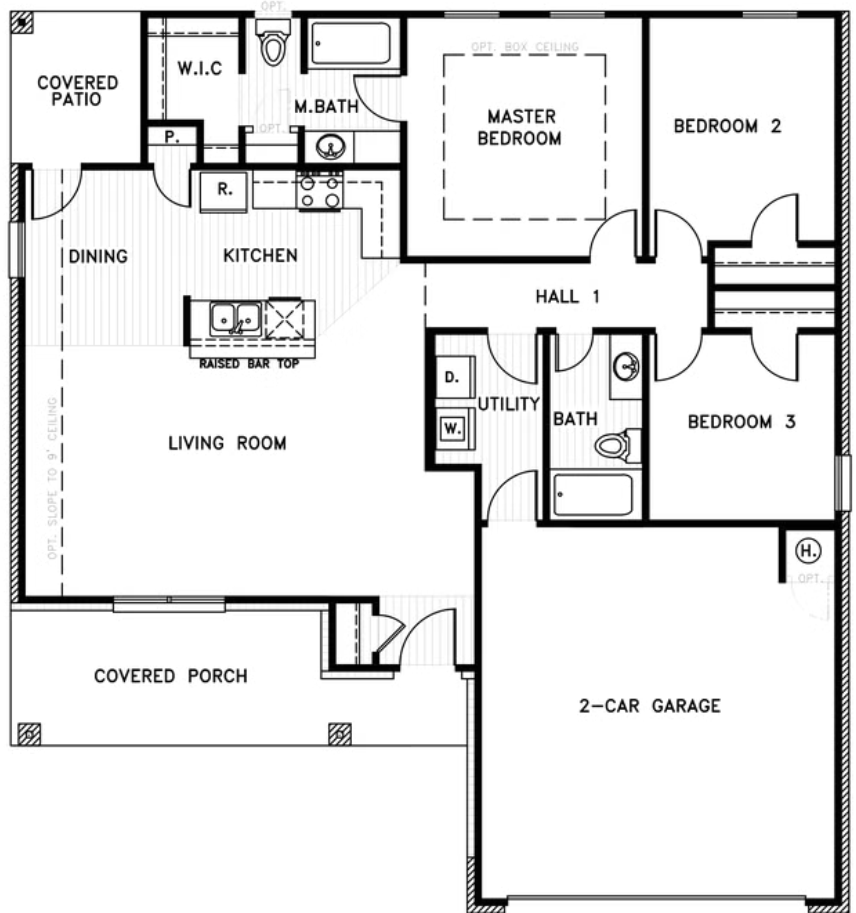 OPT.
COVERED
PATIO
W.I.C
M.BATH
OPT.
P.
OPT. BOX CEILING
MASTER
BEDROOM
BEDROOM 2
R.
DINING
KITCHEN
HALL 1
RAISED BAR TOP
D.
W.
UTILITY
BATH
BEDROOM 3
LIVING ROOM
OPT. SLOPE TO 9' CEILING
H.
OPT.
COVERED PORCH
2-CAR GARAGE